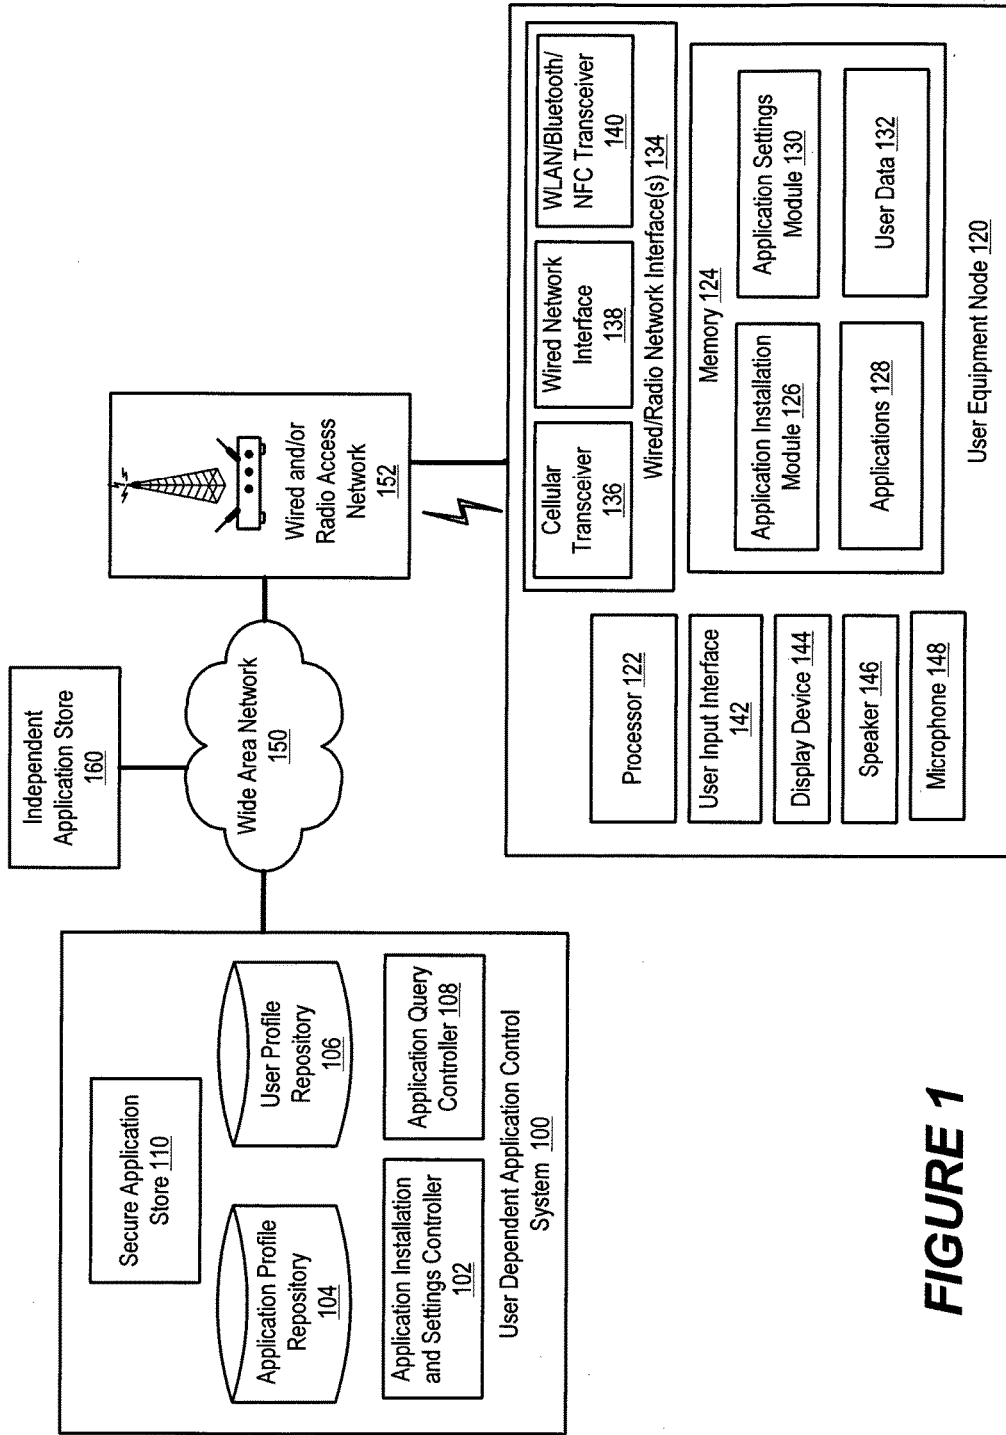 Secure Application
Store 110
Application Profile
Repository
104
User Profile
Repository
106
Application Installation
and Settings Controller
102
Application Query
Controller 108
User Dependent Application Control
System 100
Independent
Application Store
160
Wide Area Network
150
Wired and/or
Radio Access
Network
152
Processor 122
User Input Interface
142
Display Device 144
Speaker 146
Microphone 148
Cellular
Transceiver
136
Wired Network
Interface
138
WLAN/Bluetooth/
NFC Transceiver
140
Wired/Radio Network Interface(s) 134
Memory 124
Application Installation
Module 126
Application Settings
Module 130
Applications 128
User Data 132
User Equipment Node 120
FIGURE 1